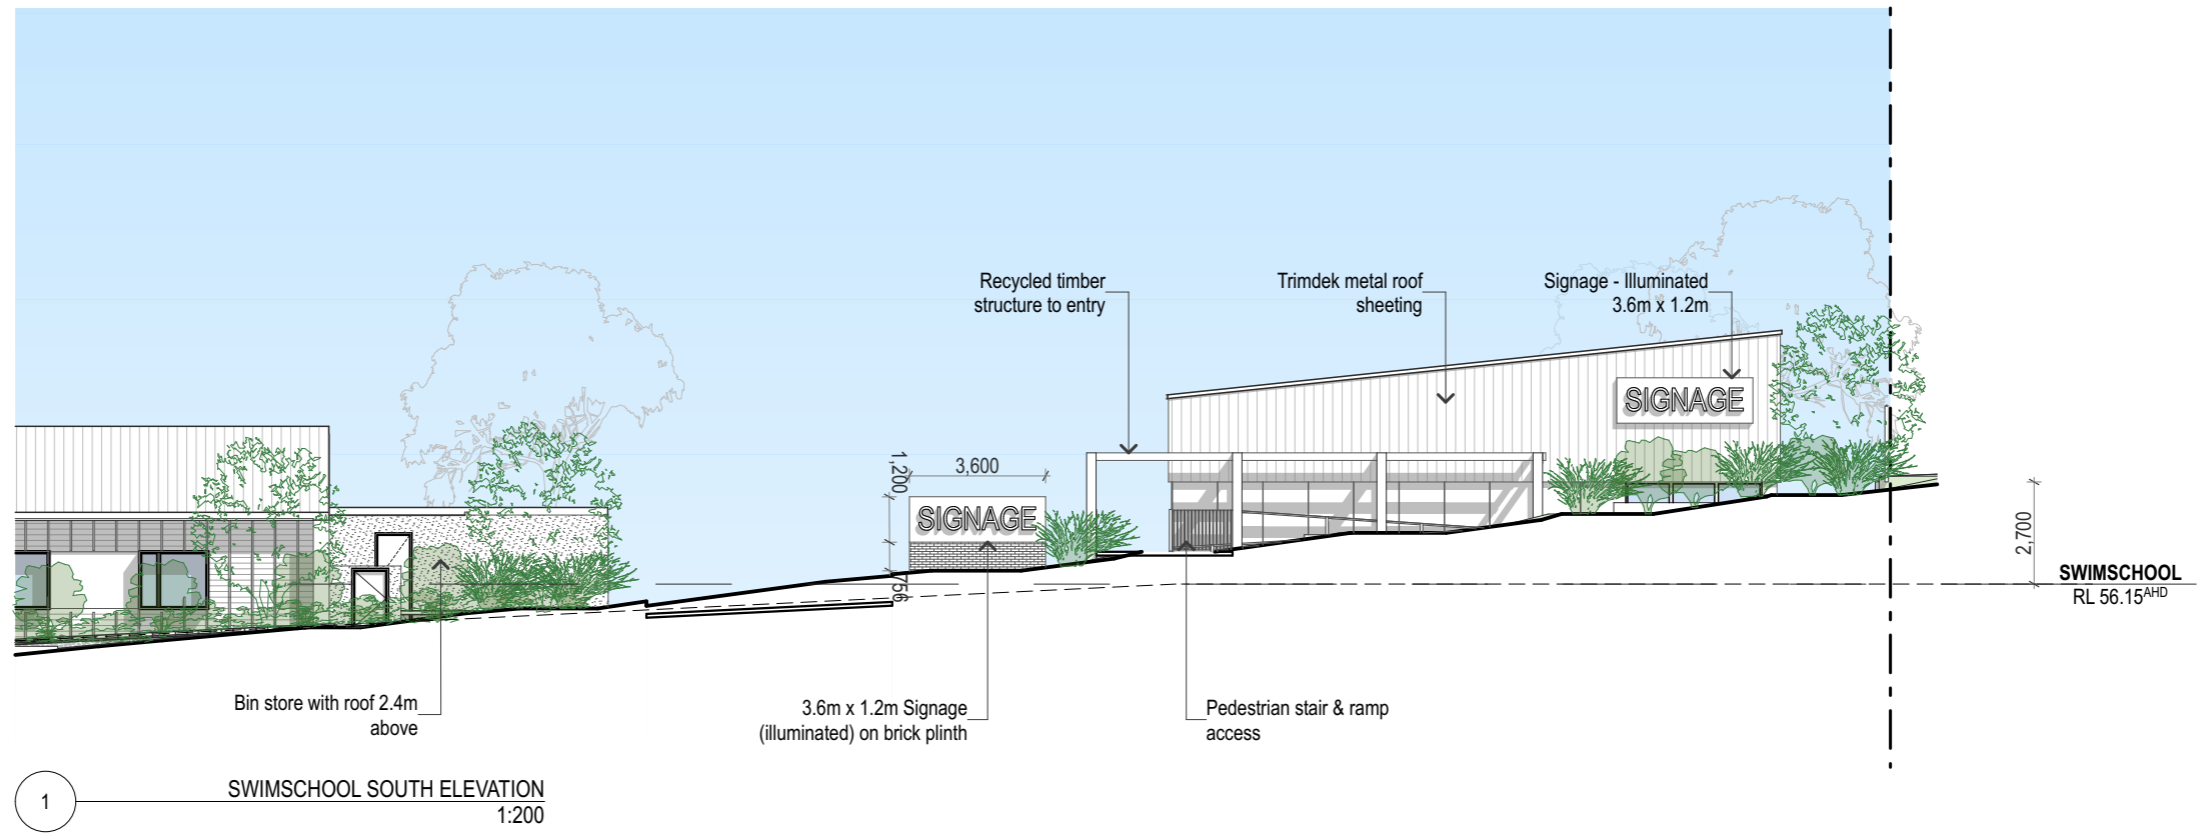 Recycled timber
structure to entry
Trimdek metal roof
sheeting
Signage - Illuminated
3.6m x 1.2m
SIGNAGE
1,200
3,600
SIGNAGE
756
2,700
SWIMSCHOOL
RL 56.15AHD
Bin store with roof 2.4m
above
3.6m x 1.2m Signage
(illuminated) on brick plinth
Pedestrian stair & ramp
access
1
SWIMSCHOOL SOUTH ELEVATION
1:200